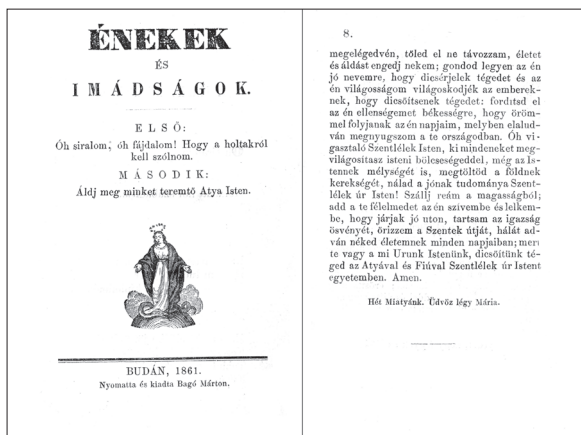 ÉNEKEK
ÉS
IMÁDSÁGOK.
ELSŐ:
Óh siralom, óh fájdalom! Hogy a holtakról
kell szólnom.
MÁSODIK:
Áldj meg minket teremtő Atya Isten.
BUDÁN, 1861.
Nyomatta és kiadta Bagó Márton.
8.
megelégedvén, tőled el ne távozzam, életet
és áldást engedj nekem; gondod legyen az én
jó nevemre, hogy dicsérjelek tégedet és az
én világosságom világoskodjék az emberek-
nek, hogy dicsőitsenek tégedet: forditsd el
az én ellenségemet békességre, hogy öröm-
mel folyjanak az én napjaim, melyben elalud-
ván megnyugszom a te országodban. Óh vi-
gasztaló Szentlélek Isten, ki mindeneket meg-
világositasz isteni bölcseségeddel, még az Is-
tennek mélységét is, megtöltöd a földnek
kerekségét, nálad a jónak tudománya Szent-
lélek úr Isten! Szállj reám a magasságból;
add a te félelmedet az én szivembe és lelkem-
be, hogy járjak jó uton, tartsam az igazság
ösvényét, örizzem a Szentek útját, hálát ad-
ván néked életemnek minden napjaiban; mert
te vagy a mi Urunk Istenünk, dicsőitünk té-
ged az Atyával és Fiúval Szentlélek úr Istent
egyetemben. Amen.
Hét Miatyánk. Üdvöz légy Mária.